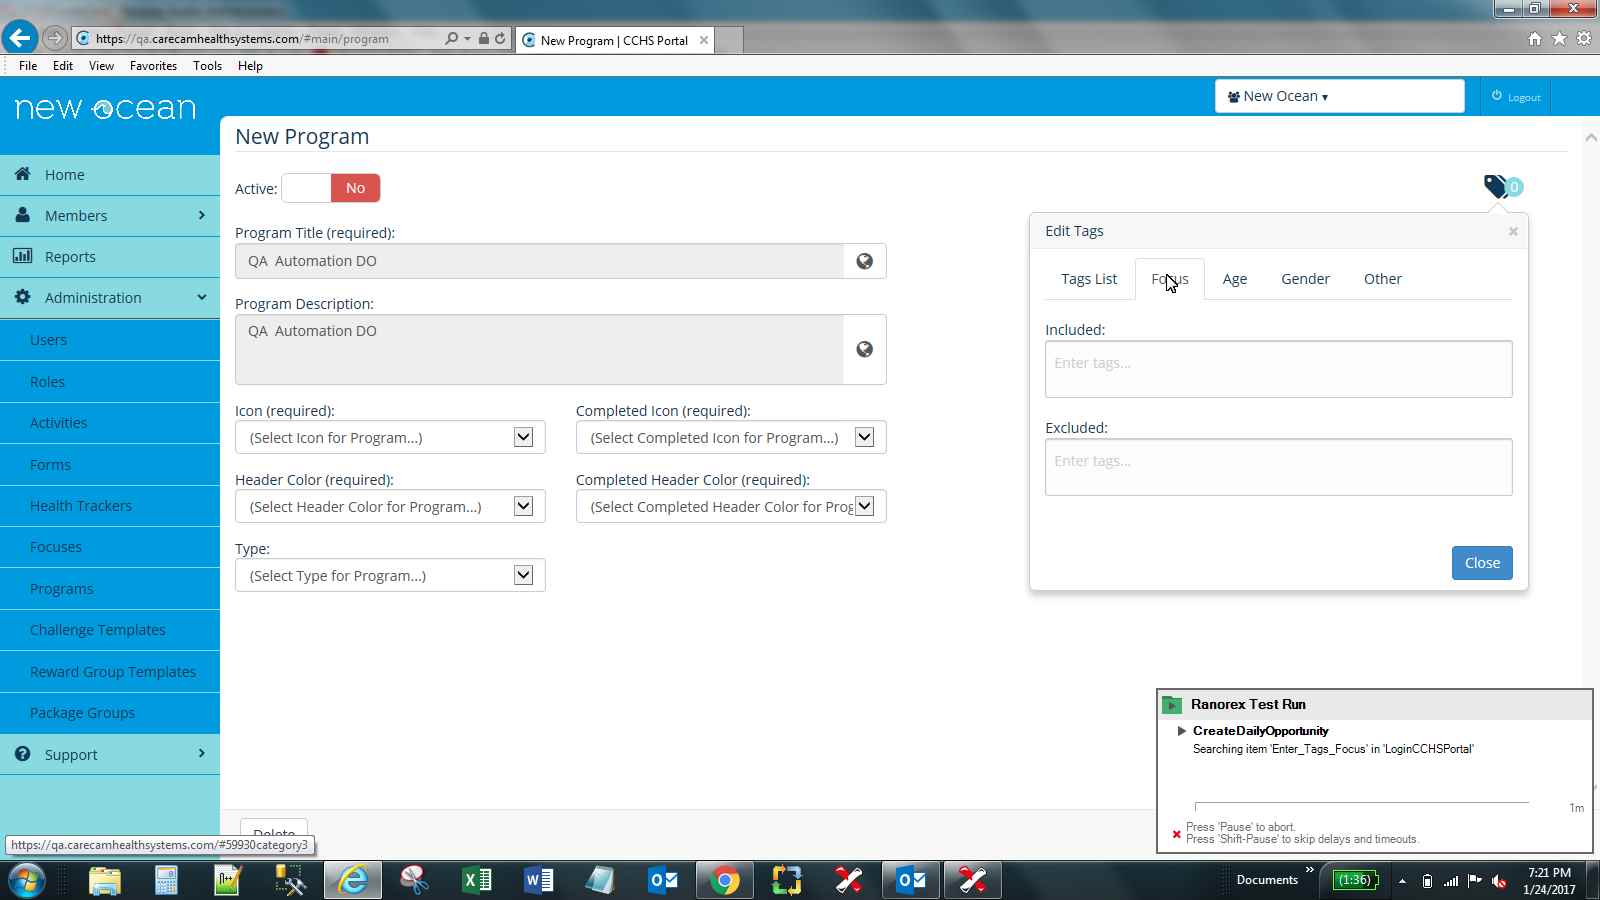 https://qa.carecamhealthsystems.com/#main/program
New Program | CCHS Portal
File Edit View Favorites Tools Help
new ocean
New Ocean
Logout
New Program
Home
Members
Reports
Administration
Users
Roles
Activities
Forms
Health Trackers
Focuses
Programs
Challenge Templates
Reward Group Templates
Package Groups
Support
Active:
No
0
Program Title (required):
QA Automation DO
Program Description:
QA Automation DO
Icon (required):
Completed Icon (required):
(Select Icon for Program...)
(Select Completed Icon for Program...)
Header Color (required):
Completed Header Color (required):
(Select Header Color for Program...)
(Select Completed Header Color for Prog
Type:
(Select Type for Program...)
Edit Tags
Tags List Focus Age Gender Other
Included:
Enter tags...
Excluded:
Enter tags...
Close
Ranorex Test Run
CreateDailyOpportunity
Searching item 'Enter_Tags_Focus' in 'LoginCCHSPortal'
1m
Press 'Pause' to abort.
Press 'Shift-Pause' to skip delays and timeouts.
Delete
https://qa.carecamhealthsystems.com/#59930category3
Documents
(1:36)
7:21 PM
1/24/2017